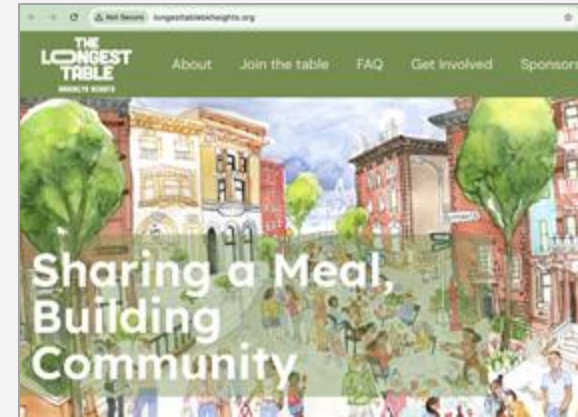 Not Secure longesttablebkheights.org
THE
LONGEST
TABLE
BROOKLYN HEIGHTS
About Join the table FAQ Get Involved Sponsors
Sharing a Meal,
Building
Community